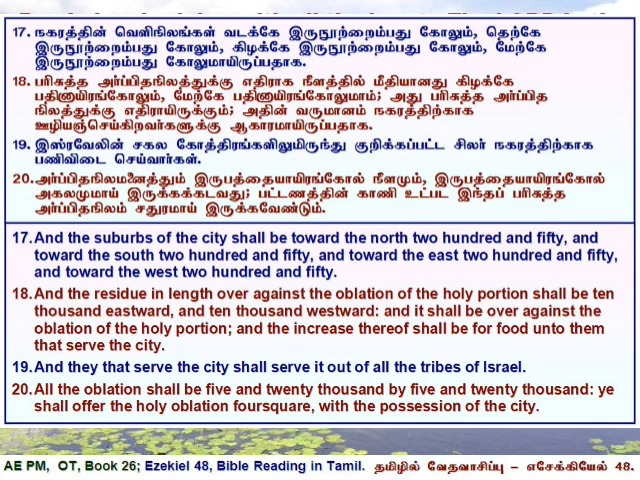 17. நகரத்தின் வெளிநிலங்கள் வடக்கே இருநூற்றைம்பது கோலும், தெற்கே
இருநூற்றைம்பது கோலும், கிழக்கே இருநூற்றைம்பது கோலும், மேற்கே
இருநூற்றைம்பது கோலுமாயிருப்பதாக.
18. பரிசுத்த அர்ப்பிதநிலத்துக்கு எதிராக நீளத்தில் மீதியானது கிழக்கே
பதினாயிரங்கோலும், மேற்கே பதினாயிரங்கோலுமாம்; அது பரிசுத்த அர்ப்பித
நிலத்துக்கு எதிராயிருக்கும்; அதின் வருமானம் நகரத்திற்காக
ஊழியஞ்செய்கிறவர்களுக்கு ஆகாரமாயிருப்பதாக.
19. இஸ்ரவேலின் சகல கோத்திரங்களிலுமிருந்து குறிக்கப்பட்ட சிலர் நகரத்திற்காக
பணிவிடை செய்வார்கள்.
20. அர்ப்பிதநிலமனைத்தும் இருபத்தையாயிரங்கோல் நீளமும், இருபத்தையாயிரங்கோல்
அகலமுமாய் இருக்கக்கடவது; பட்டணத்தின் காணி உட்பட இந்தப் பரிசுத்த
அர்ப்பிதநிலம் சதுரமாய் இருக்கவேண்டும்.
17. And the suburbs of the city shall be toward the north two hundred and fifty, and
toward the south two hundred and fifty, and toward the east two hundred and fifty,
and toward the west two hundred and fifty.
18. And the residue in length over against the oblation of the holy portion shall be ten
thousand eastward, and ten thousand westward: and it shall be over against the
oblation of the holy portion; and the increase thereof shall be for food unto them
that serve the city.
19. And they that serve the city shall serve it out of all the tribes of Israel.
20. All the oblation shall be five and twenty thousand by five and twenty thousand: ye
shall offer the holy oblation foursquare, with the possession of the city.
AE PM, OT, Book 26; Ezekiel 48, Bible Reading in Tamil. தமிழில் வேதவாசிப்பு – எசேக்கியேல் 48.